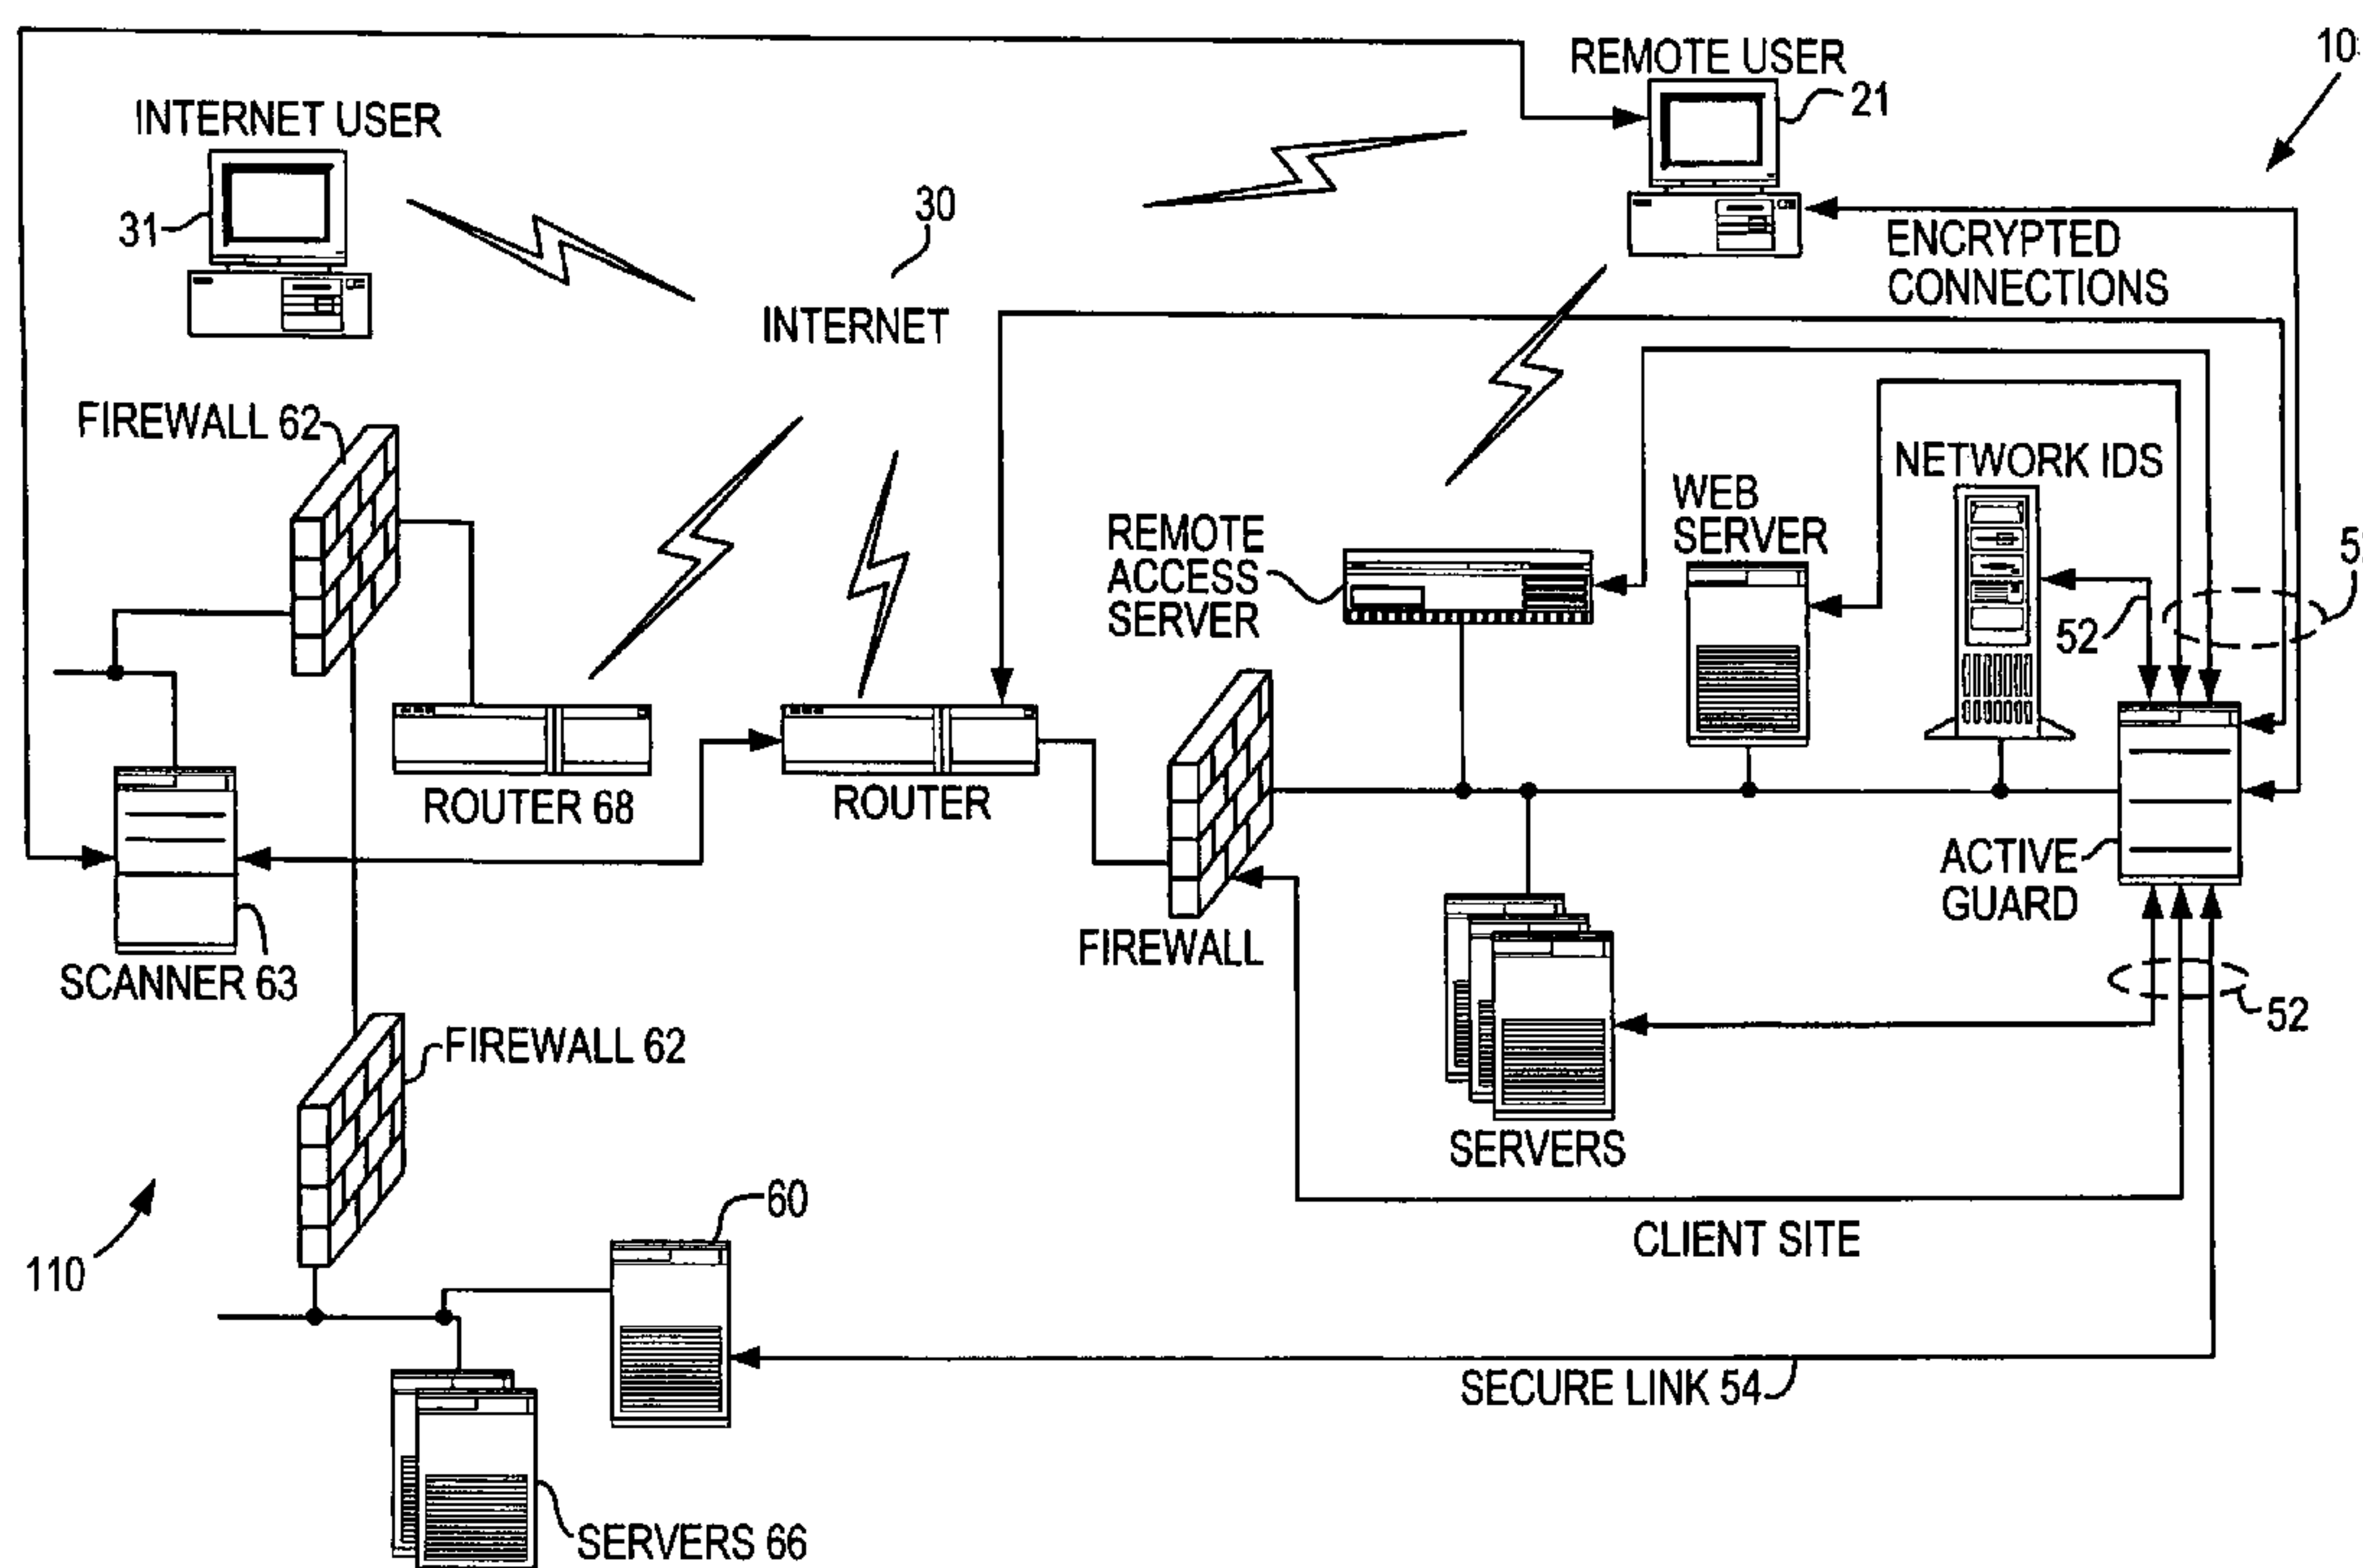 REMOTE USER
10
21
INTERNET USER
31
30
INTERNET
ENCRYPTED
CONNECTIONS
FIREWALL 62
NETWORK IDS
WEB
SERVER
REMOTE
ACCESS
SERVER
52
5
ROUTER 68
ROUTER
ACTIVE
GUARD
FIREWALL
SCANNER 63
52
FIREWALL 62
SERVERS
60
CLIENT SITE
110
SECURE LINK 54
SERVERS 66